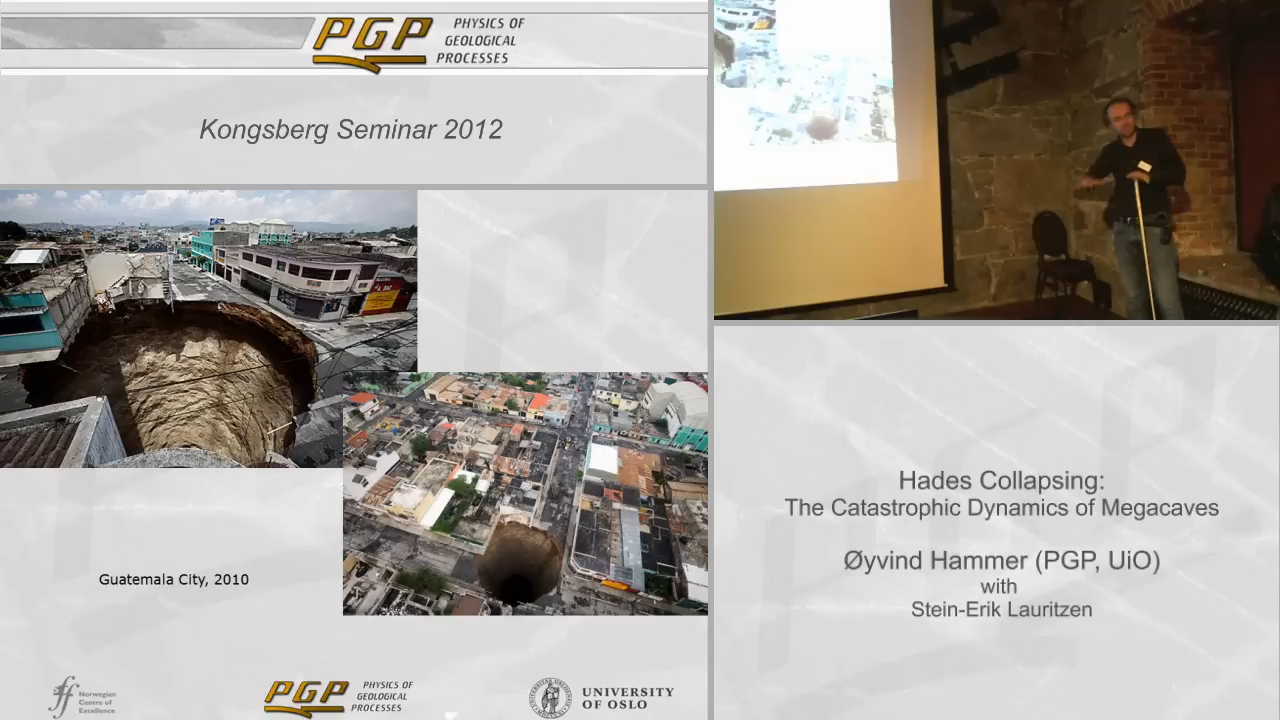 PGP
PHYSICS OF
GEOLOGICAL
PROCESSES
Kongsberg Seminar 2012
Guatemala City, 2010
Hades Collapsing:
The Catastrophic Dynamics of Megacaves
Øyvind Hammer (PGP, UiO)
with
Stein-Erik Lauritzen
Norwegian
Centre of
Excellence
PGP
PHYSICS OF
GEOLOGICAL
PROCESSES
UNIVERSITY
OF OSLO